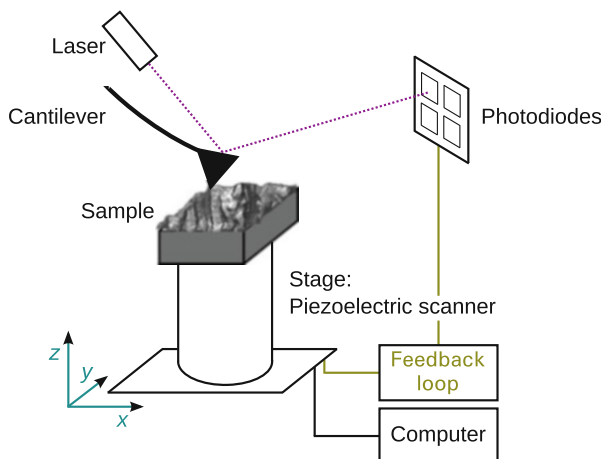 Laser
Cantilever
Photodiodes
Sample
Stage:
Piezoelectric scanner
z
y
x
Feedback
loop
Computer